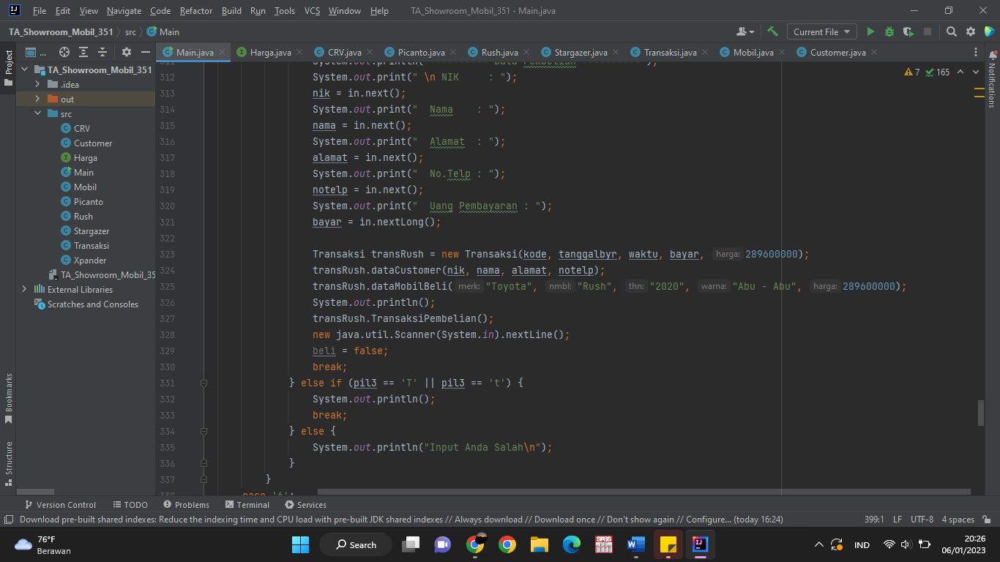 File Edit View Navigate Code Refactor Build Run Tools VCS Window Help TA_Showroom_Mobil_351 - Main.java
TA_Showroom_Mobil_351 src Main Current File
Project ... Main.java Harga.java CRV.java Picanto.java Rush.java Stargazer.java Transaksi.java Mobil.java Customer.java
Notifications
7 165
TA_Showroom_Mobil_351
.idea
out
src
CRV
Customer
Harga
Main
Mobil
Picanto
Rush
Stargazer
Transaksi
Xpander
TA_Showroom_Mobil_35
External Libraries
Scratches and Consoles
Bookmarks
Structure
312 System.out.print(" \n NIK     : ");
313 nik = in.next();
314 System.out.print("  Nama    : ");
315 nama = in.next();
316 System.out.print("  Alamat  : ");
317 alamat = in.next();
318 System.out.print("  No.Telp : ");
319 notelp = in.next();
320 System.out.print("  Uang Pembayaran : ");
321 bayar = in.nextLong();
322
323 Transaksi transRush = new Transaksi(kode, tanggalbyr, waktu, bayar, harga: 289600000);
324 transRush.dataCustomer(nik, nama, alamat, notelp);
325 transRush.dataMobilBeli( merk: "Toyota", nmbl: "Rush", thn: "2020", warna: "Abu - Abu", harga: 289600000);
326 System.out.println();
327 transRush.TransaksiPembelian();
328 new java.util.Scanner(System.in).nextLine();
329 beli = false;
330 break;
331 } else if (pil3 == 'T' || pil3 == 't') {
332 System.out.println();
333 break;
334 } else {
335 System.out.println("Input Anda Salah\n");
336 }
337 }
338 case '6':
Version Control TODO Problems Terminal Services
Download pre-built shared indexes: Reduce the indexing time and CPU load with pre-built JDK shared indexes // Always download // Download once // Don't show again // Configure... (today 16:24) 399:1 LF UTF-8 4 spaces
76°F
Berawan
Search
IND
20:26
06/01/2023